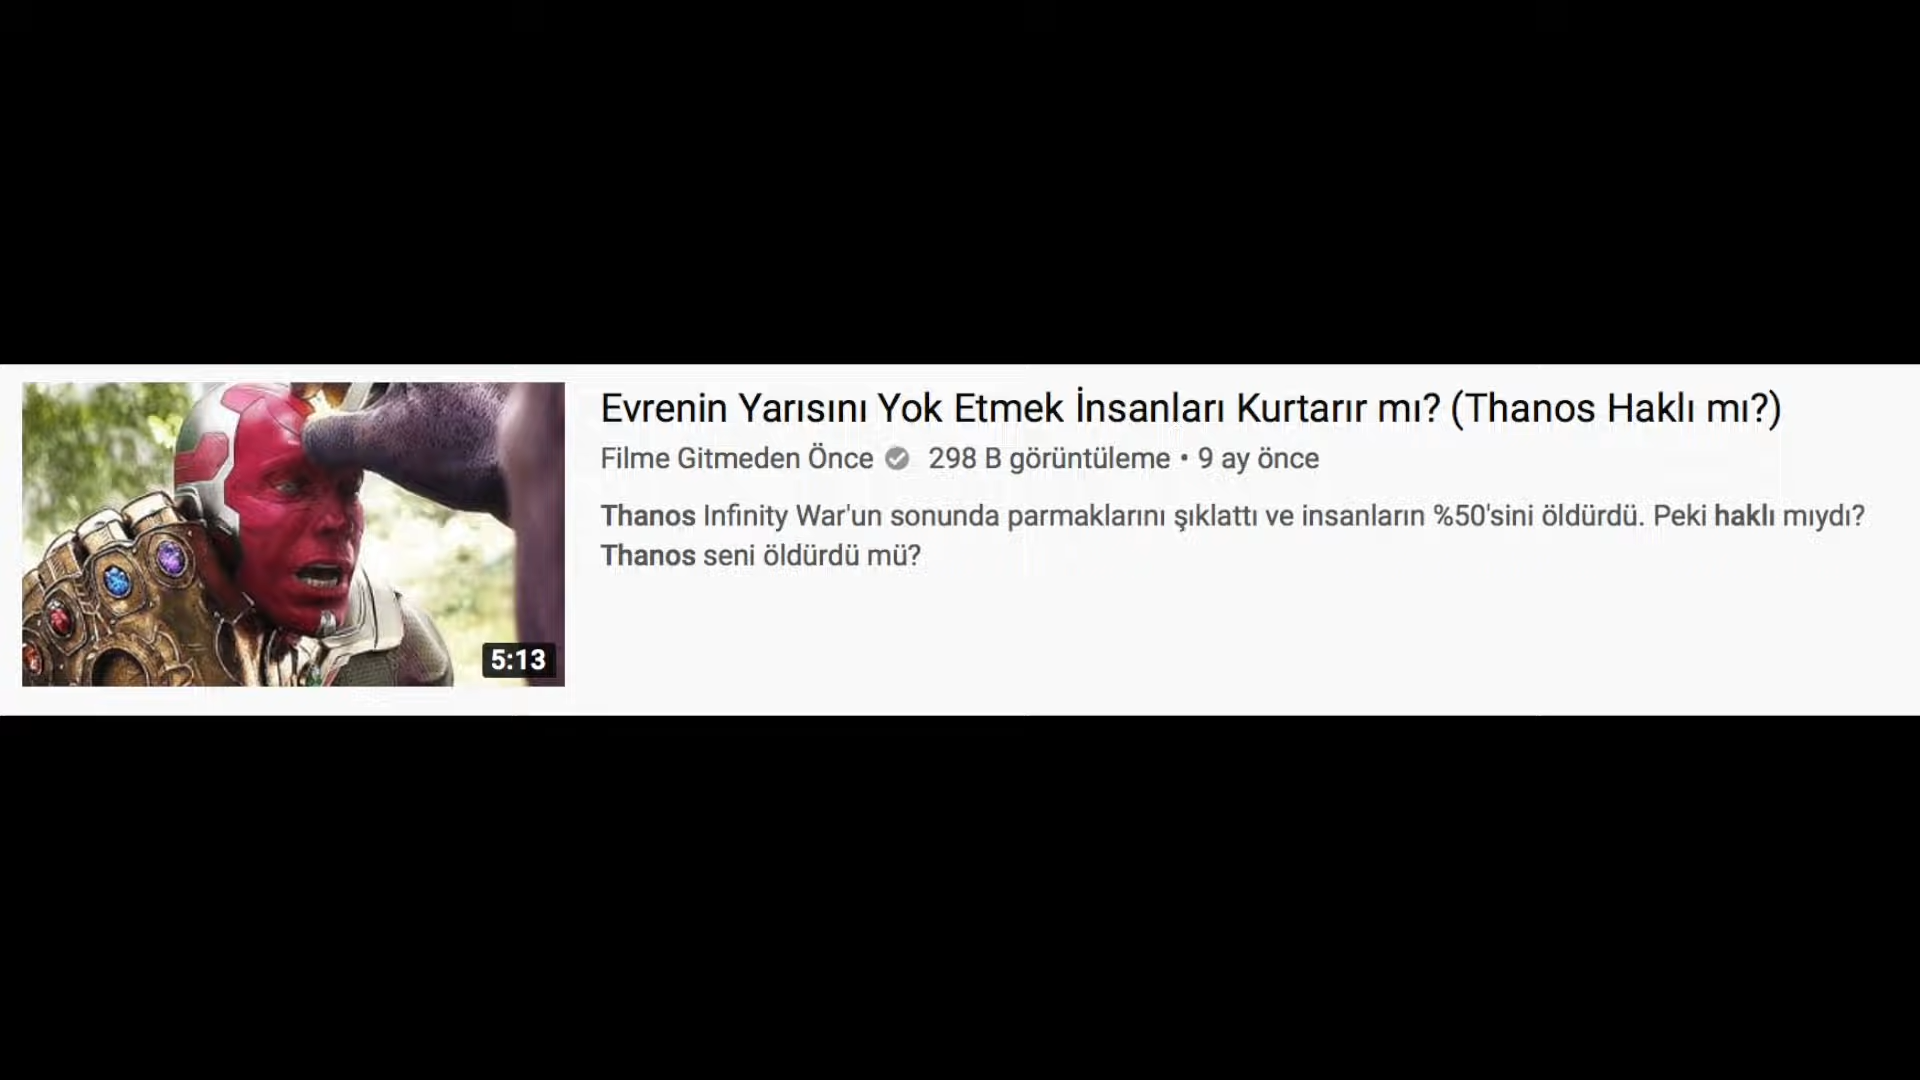 Evrenin Yarısını Yok Etmek İnsanları Kurtarır mı? (Thanos Haklı mı?)
Filme Gitmeden Önce 298 B görüntüleme • 9 ay önce
Thanos Infinity War'un sonunda parmaklarını şıklattı ve insanların %50'sini öldürdü. Peki haklı mıydı?
Thanos seni öldürdü mü?
5:13